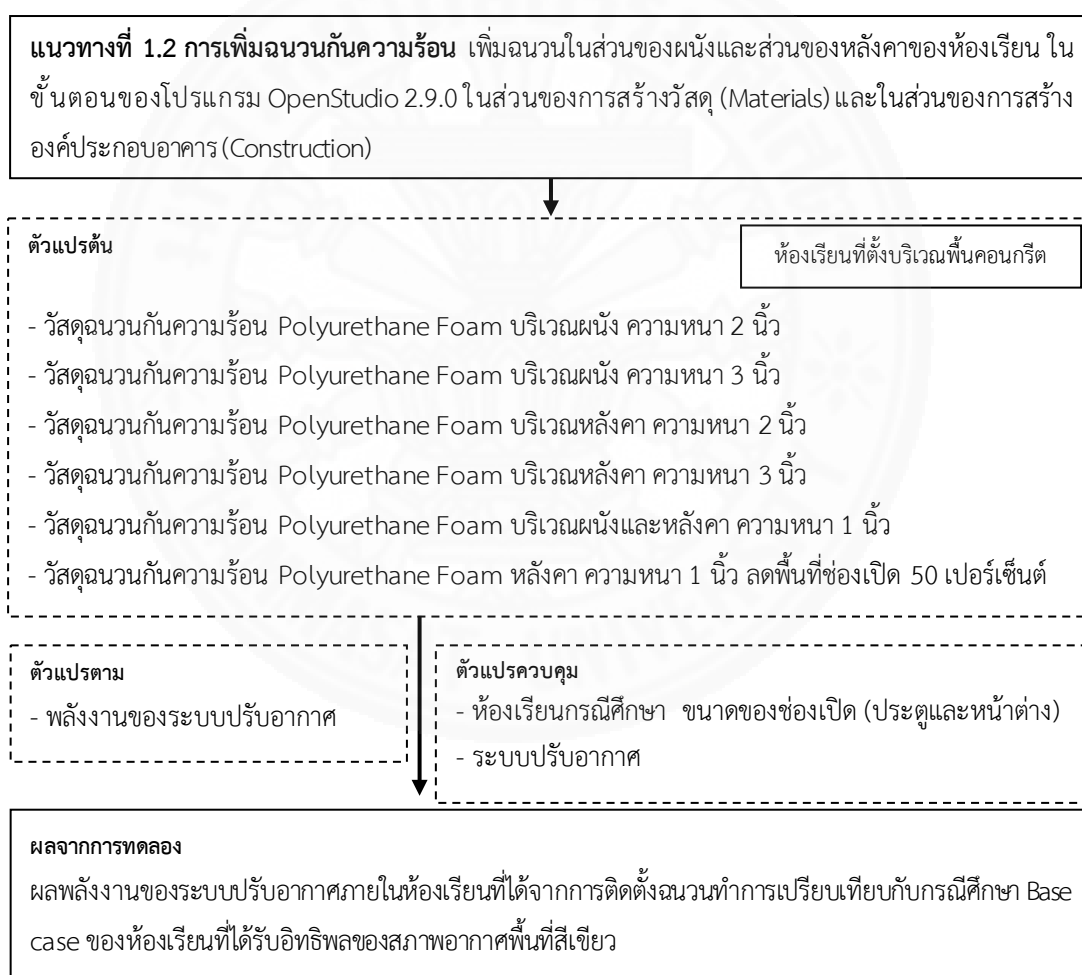 แนวทางที่ 1.2 การเพิ่มฉนวนกันความร้อน เพิ่มฉนวนในส่วนของผนังและส่วนของหลังคาของห้องเรียน ใน
ขั้นตอนของโปรแกรม OpenStudio 2.9.0 ในส่วนของการสร้างวัสดุ (Materials) และในส่วนของการสร้าง
องค์ประกอบอาคาร (Construction)
ตัวแปรต้น
ห้องเรียนที่ตั้งบริเวณพื้นคอนกรีต
- วัสดุฉนวนกันความร้อน Polyurethane Foam บริเวณผนัง ความหนา 2 นิ้ว
- วัสดุฉนวนกันความร้อน Polyurethane Foam บริเวณผนัง ความหนา 3 นิ้ว
- วัสดุฉนวนกันความร้อน Polyurethane Foam บริเวณหลังคา ความหนา 2 นิ้ว
- วัสดุฉนวนกันความร้อน Polyurethane Foam บริเวณหลังคา ความหนา 3 นิ้ว
- วัสดุฉนวนกันความร้อน Polyurethane Foam บริเวณผนังและหลังคา ความหนา 1 นิ้ว
- วัสดุฉนวนกันความร้อน Polyurethane Foam หลังคา ความหนา 1 นิ้ว ลดพื้นที่ช่องเปิด 50 เปอร์เซ็นต์
ตัวแปรตาม
- พลังงานของระบบปรับอากาศ
ตัวแปรควบคุม
- ห้องเรียนกรณีศึกษา ขนาดของช่องเปิด (ประตูและหน้าต่าง)
- ระบบปรับอากาศ
ผลจากการทดลอง
ผลพลังงานของระบบปรับอากาศภายในห้องเรียนที่ได้จากการติดตั้งฉนวนทำการเปรียบเทียบกับกรณีศึกษา Base
case ของห้องเรียนที่ได้รับอิทธิพลของสภาพอากาศพื้นที่สีเขียว